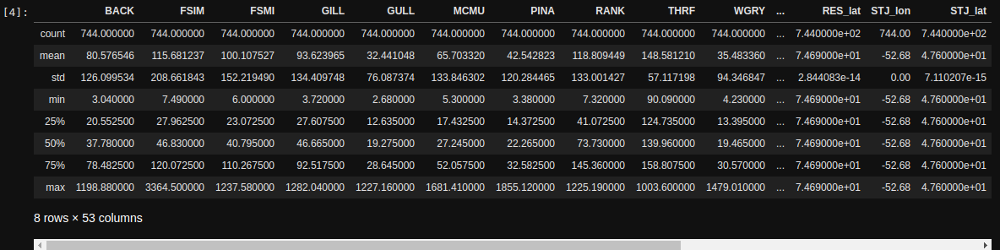 [4]: BACK FSIM FSMI GILL GULL MCMU PINA RANK THRF WGRY ... RES_lat STJ_lon STJ_lat
count 744.000000 744.000000 744.000000 744.000000 744.000000 744.000000 744.000000 744.000000 744.000000 744.000000 ... 7.440000e+02 744.00 7.440000e+02
mean 80.576546 115.681237 100.107527 93.623965 32.441048 65.703320 42.542823 118.809449 148.581210 35.483360 ... 7.469000e+01 -52.68 4.760000e+01
std 126.099534 208.661843 152.219490 134.409748 76.087374 133.846302 120.284465 133.001427 57.117198 94.346847 ... 2.844083e-14 0.00 7.110207e-15
min 3.040000 7.490000 6.000000 3.720000 2.680000 5.300000 3.380000 7.320000 90.090000 4.230000 ... 7.469000e+01 -52.68 4.760000e+01
25% 20.552500 27.962500 23.072500 27.607500 12.635000 17.432500 14.372500 41.072500 124.735000 13.395000 ... 7.469000e+01 -52.68 4.760000e+01
50% 37.780000 46.830000 40.795000 46.665000 19.275000 27.245000 22.265000 73.730000 139.960000 19.465000 ... 7.469000e+01 -52.68 4.760000e+01
75% 78.482500 120.072500 110.267500 92.517500 28.645000 52.057500 32.582500 145.360000 158.807500 30.570000 ... 7.469000e+01 -52.68 4.760000e+01
max 1198.880000 3364.500000 1237.580000 1282.040000 1227.160000 1681.410000 1855.120000 1225.190000 1003.600000 1479.010000 ... 7.469000e+01 -52.68 4.760000e+01
8 rows × 53 columns